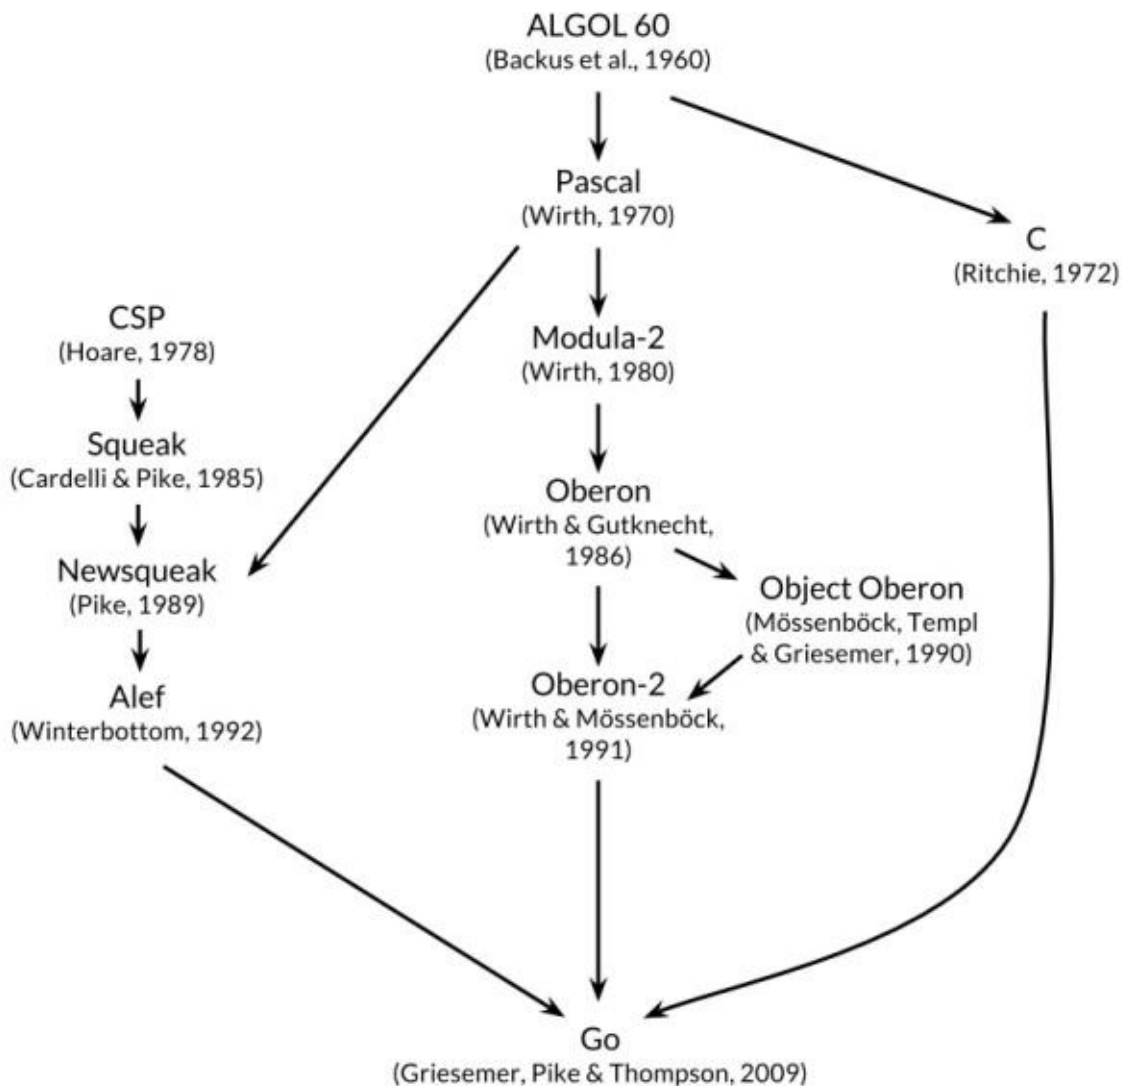 ALGOL 60
(Backus et al., 1960)
Pascal
(Wirth, 1970)
C
(Ritchie, 1972)
CSP
(Hoare, 1978)
Modula-2
(Wirth, 1980)
Squeak
(Cardelli & Pike, 1985)
Oberon
(Wirth & Gutknecht,
1986)
Newsqueak
(Pike, 1989)
Object Oberon
(Mössenböck, Templ
& Griesemer, 1990)
Alef
(Winterbottom, 1992)
Oberon-2
(Wirth & Mössenböck,
1991)
Go
(Griesemer, Pike & Thompson, 2009)